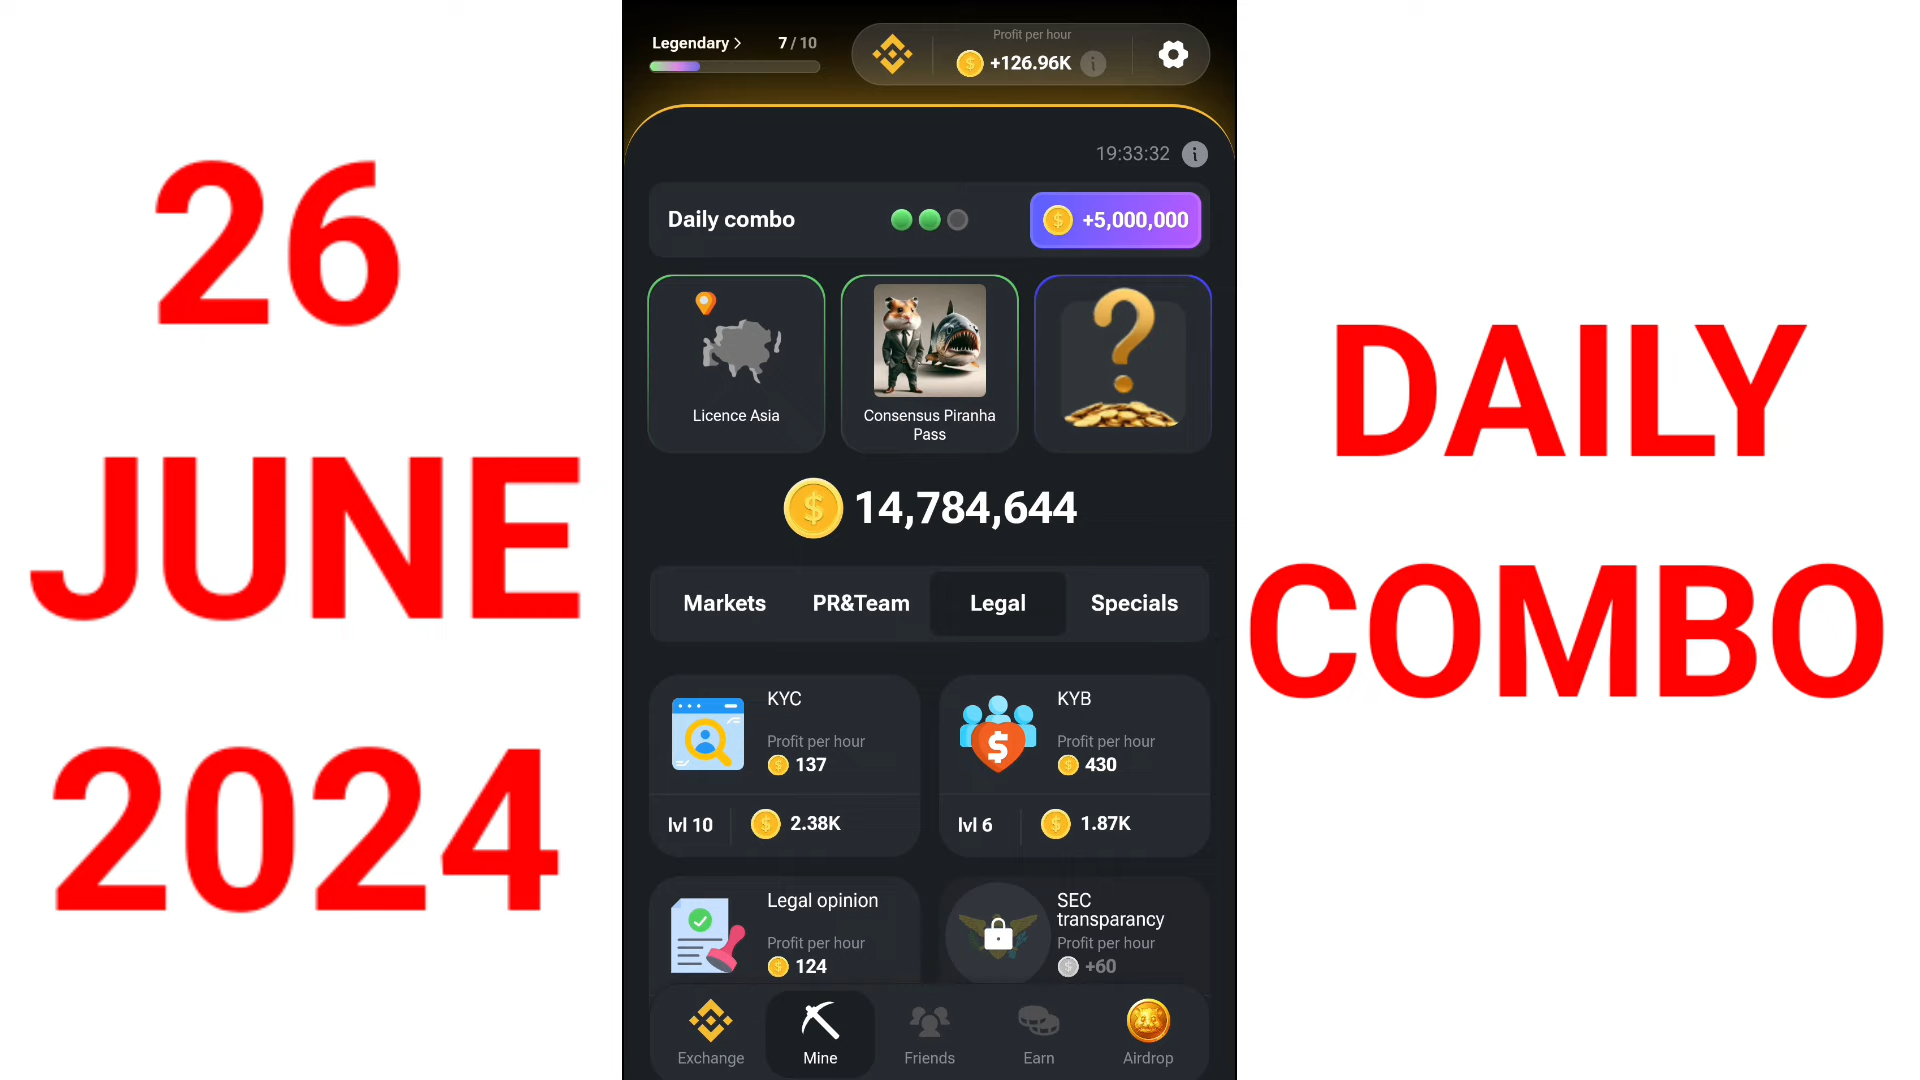 26
JUNE
2024
Legendary >
7 / 10
Profit per hour
+126.96K
19:33:32
Daily combo
+5,000,000
Licence Asia
Consensus Piranha
Pass
14,784,644
Markets
PR&Team
Legal
Specials
KYC
Profit per hour
137
lvl 10
2.38K
KYB
Profit per hour
430
lvl 6
1.87K
Legal opinion
Profit per hour
124
SEC
transparancy
Profit per hour
+60
Exchange
Mine
Friends
Earn
Airdrop
DAILY
COMBO